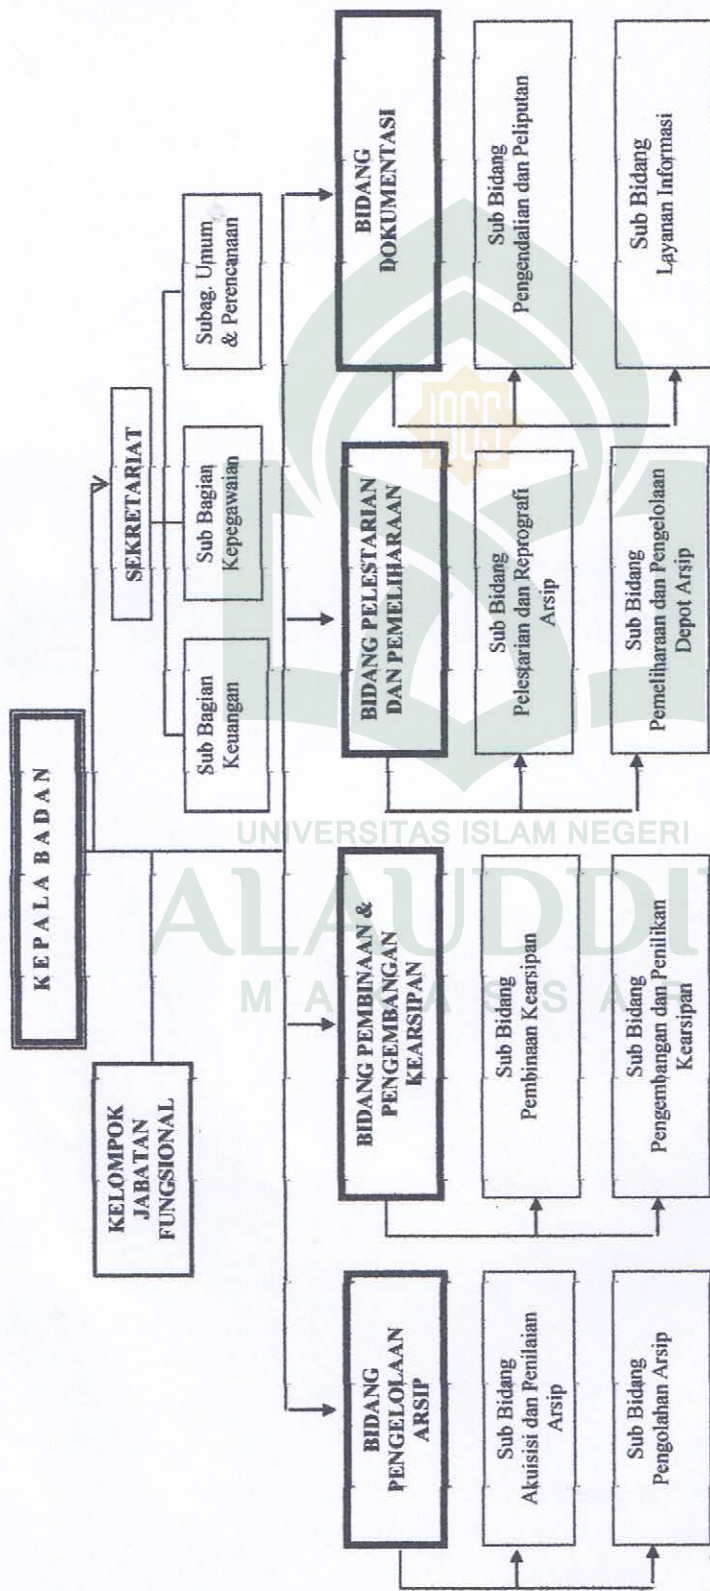 KEPALA BADAN
KELOMPOK
JABATAN
FUNGSIONAL
SEKRETARIAT
Sub Bagian
Keuangan
Sub Bagian
Kepegawaian
Subag. Umum
& Perencanaan
BIDANG
PENGELOLAAN
ARSIP
Sub Bidang
Akuisisi dan Penilaian
Arsip
Sub Bidang
Pengolahan Arsip
BIDANG PEMBINAAN &
PENGEMBANGAN
KEARSIPAN
Sub Bidang
Pembinaan Kearsipan
Sub Bidang
Pengembangan dan Penilikan
Kearsipan
BIDANG PELESTARIAN
DAN PEMELIHARAAN
Sub Bidang
Pelestarian dan Reprografi
Arsip
Sub Bidang
Pemeliharaan dan Pengelolaan
Depot Arsip
BIDANG
DOKUMENTASI
Sub Bidang
Pengendalian dan Peliputan
Sub Bidang
Layanan Informasi
UNIVERSITAS ISLAM NEGERI
ALAUDDI
MAKASSAR